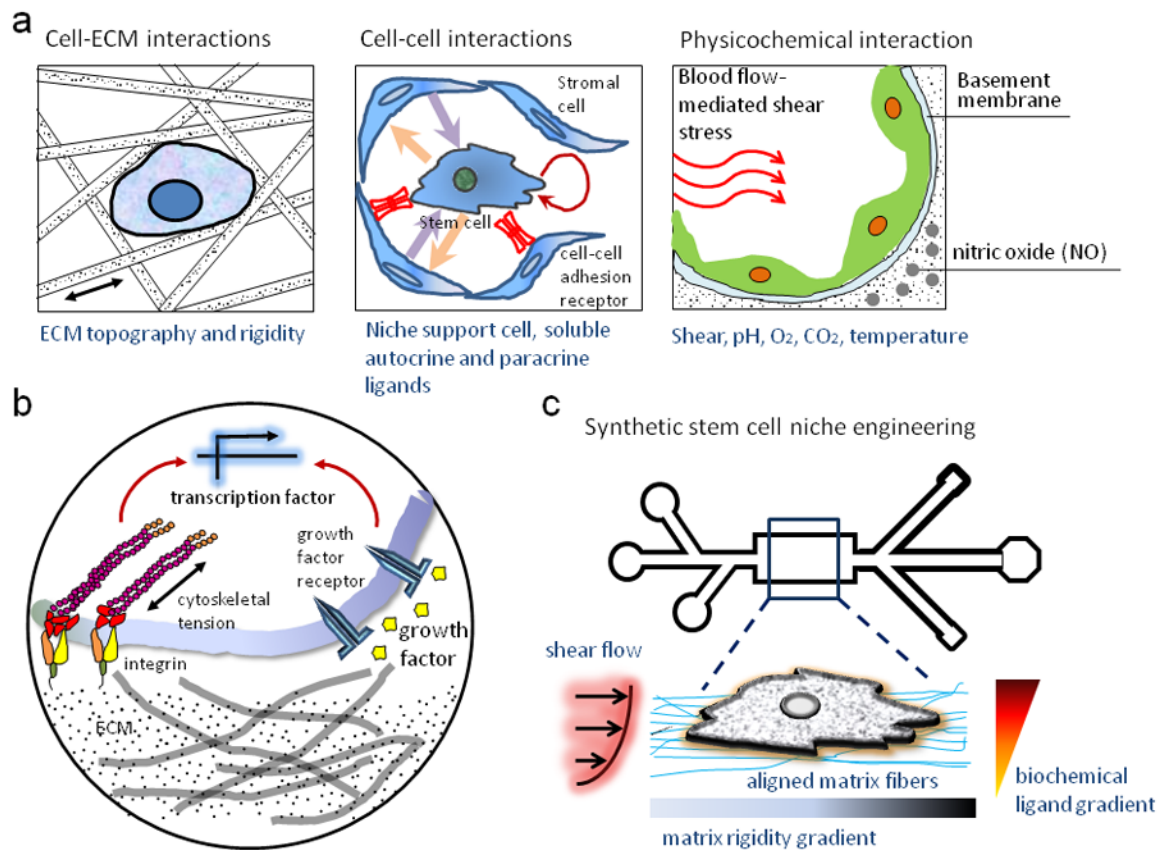 a
Cell-ECM interactions
ECM topography and rigidity
Cell-cell interactions
Stromal
cell
Stem cell
cell-cell
adhesion
receptor
Niche support cell, soluble
autocrine and paracrine
ligands
Physicochemical interaction
Blood flow-
mediated shear
stress
Basement
membrane
nitric oxide (NO)
Shear, pH, O₂, CO₂, temperature
b
transcription factor
growth
factor
receptor
cytoskeletal
tension
growth
factor
integrin
ECM
c
Synthetic stem cell niche engineering
shear flow
aligned matrix fibers
biochemical
ligand gradient
matrix rigidity gradient